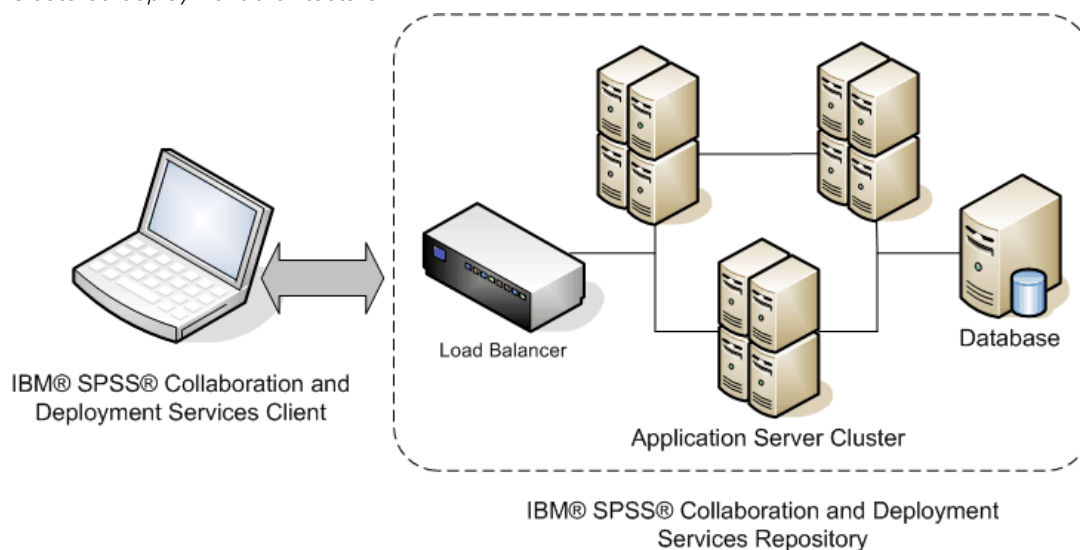 Load Balancer
Database
IBM® SPSS® Collaboration and
Deployment Services Client
Application Server Cluster
IBM® SPSS® Collaboration and Deployment
Services Repository